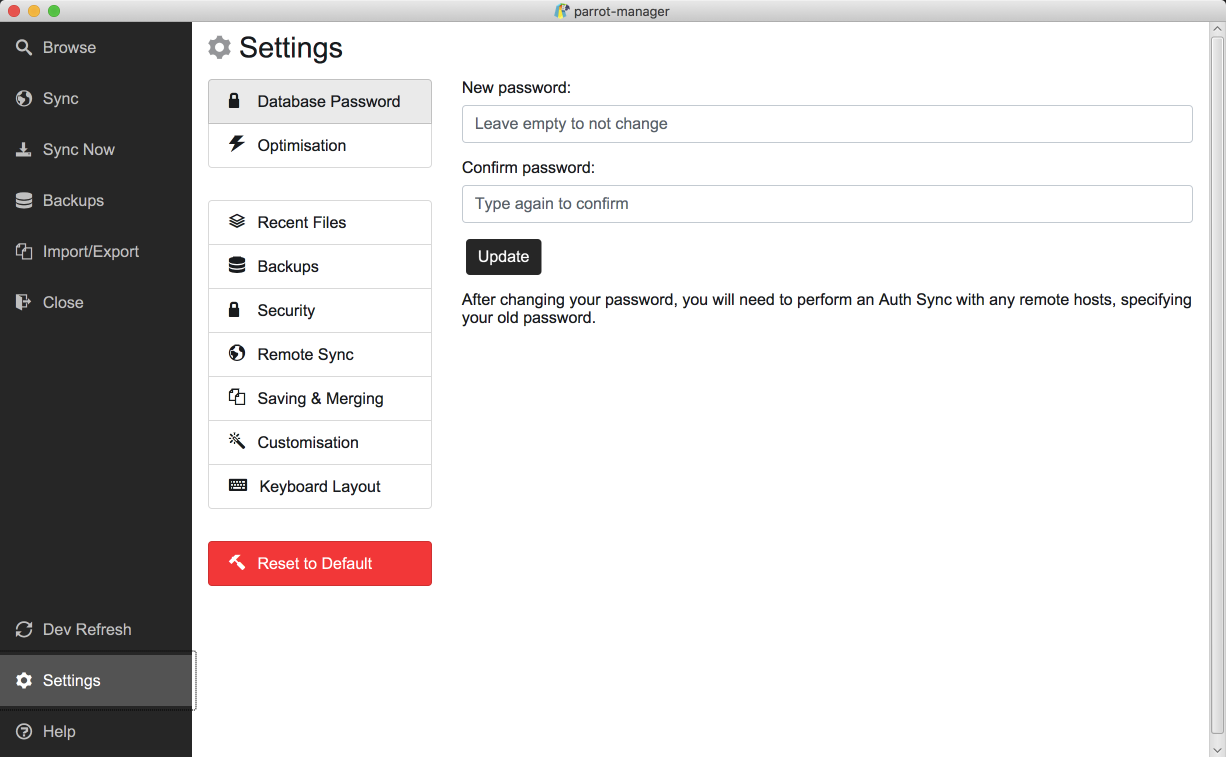 parrot-manager
Browse
Sync
Sync Now
Backups
Import/Export
Close
Dev Refresh
Settings
Help
Settings
Database Password
Optimisation
Recent Files
Backups
Security
Remote Sync
Saving & Merging
Customisation
Keyboard Layout
Reset to Default
New password:
Leave empty to not change
Confirm password:
Type again to confirm
Update
After changing your password, you will need to perform an Auth Sync with any remote hosts, specifying
your old password.